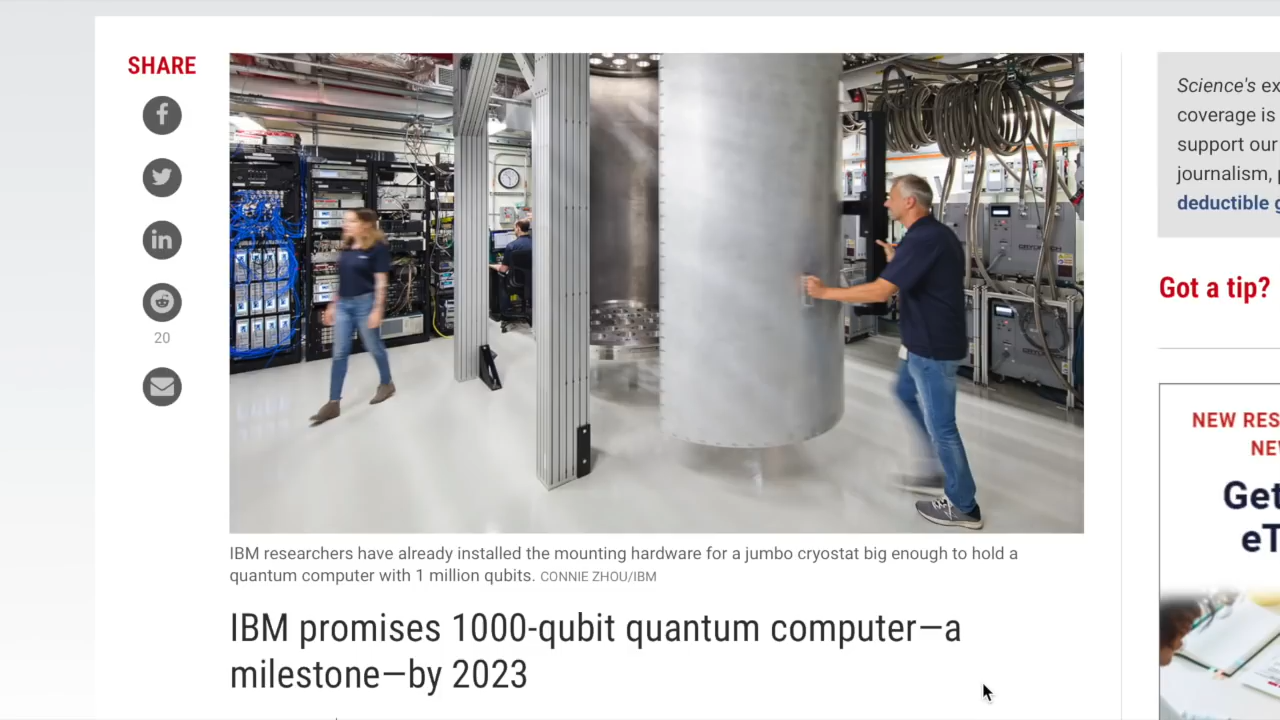 SHARE
20
IBM researchers have already installed the mounting hardware for a jumbo cryostat big enough to hold a
quantum computer with 1 million qubits. CONNIE ZHOU/IBM
IBM promises 1000-qubit quantum computer—a
milestone—by 2023
Science's ex
coverage is
support our
journalism, p
deductible g
Got a tip?
NEW RES
NEW
Get
eT